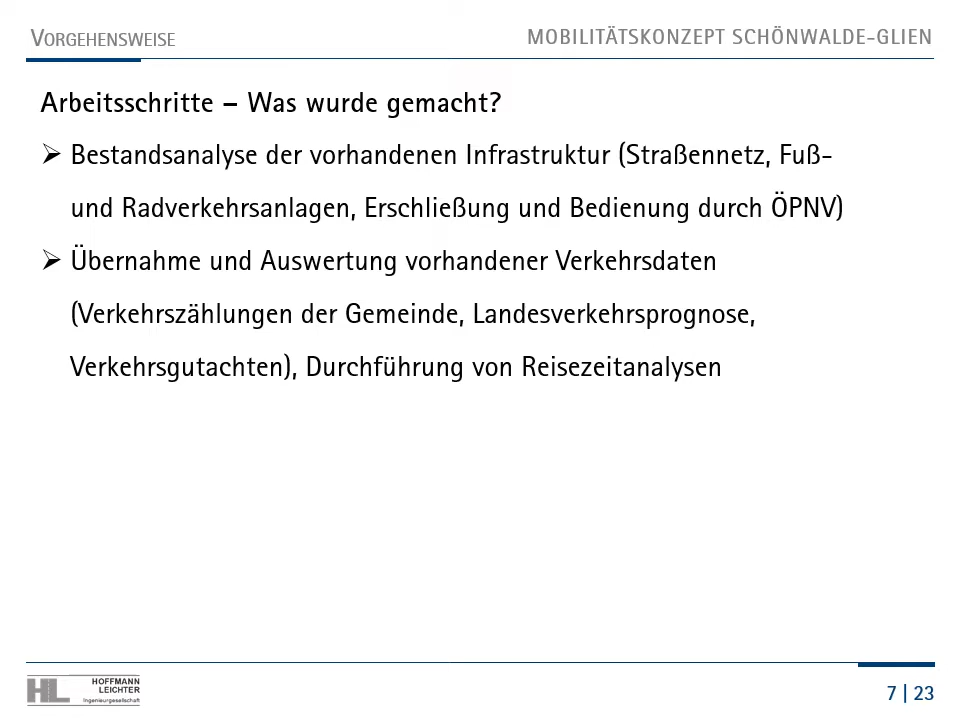 VORGEHENSWEISE
MOBILITÄTSKONZEPT SCHÖNWALDE-GLIEN
Arbeitsschritte – Was wurde gemacht?
➢ Bestandsanalyse der vorhandenen Infrastruktur (Straßennetz, Fuß-
und Radverkehrsanlagen, Erschließung und Bedienung durch ÖPNV)
➢ Übernahme und Auswertung vorhandener Verkehrsdaten
(Verkehrszählungen der Gemeinde, Landesverkehrsprognose,
Verkehrsgutachten), Durchführung von Reisezeitanalysen
HL
HOFFMANN
LEICHTER
Ingenieurgesellschaft
7 | 23